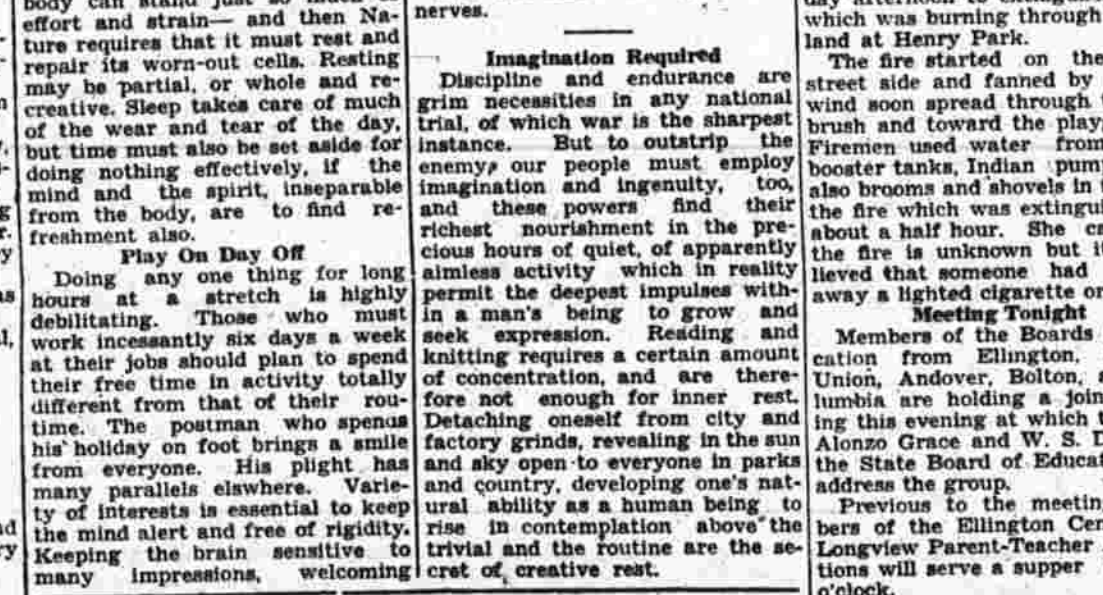 effort and strain— and then Na-
ture requires that it must rest and
repair its worn-out cells. Resting
may be partial, or whole and re-
creative. Sleep takes care of much
of the wear and tear of the day,
but time must also be set aside for
doing nothing effectively, if the
mind and the spirit, inseparable
from the body, are to find re-
freshment also.
Play On Day Off
Doing any one thing for long
hours at a stretch is highly
debilitating. Those who must
work incessantly six days a week
at their jobs should plan to spend
their free time in activity totally
different from that of their rou-
time. The postman who spends
his holiday on foot brings a smile
from everyone. His plight has
many parallels elswhere. Varie-
ty of interests is essential to keep
the mind alert and free of rigidity.
Keeping the brain sensitive to
many impressions, welcoming
nerves.
Imagination Required
Discipline and endurance are
grim necessities in any national
trial, of which war is the sharpest
instance. But to outstrip the
enemy, our people must employ
imagination and ingenuity, too,
and these powers find their
richest nourishment in the pre-
cious hours of quiet, of apparently
aimless activity which in reality
permit the deepest impulses with-
in a man's being to grow and
seek expression. Reading and
knitting requires a certain amount
of concentration, and are there-
fore not enough for inner rest.
Detaching oneself from city and
factory grinds, revealing in the sun
and sky open to everyone in parks
and country, developing one's nat-
ural ability as a human being to
rise in contemplation above the
trivial and the routine are the se-
cret of creative rest.
which was burning through
land at Henry Park.
The fire started on the
street side and fanned by
wind soon spread through
brush and toward the play
Firemen used water from
booster tanks, Indian pum
also brooms and shovels in
the fire which was extingui
about a half hour. She ca
the fire is unknown but it
lieved that someone had
away a lighted cigarette or
Meeting Tonight
Members of the Boards
cation from Ellington,
Union, Andover, Bolton,
lumbia are holding a join
ing this evening at which t
Alonzo Grace and W. S. D
the State Board of Educat
address the group.
Previous to the meetin
bers of the Ellington Cen
Longview Parent-Teacher
tions will serve a supper
o'clock.